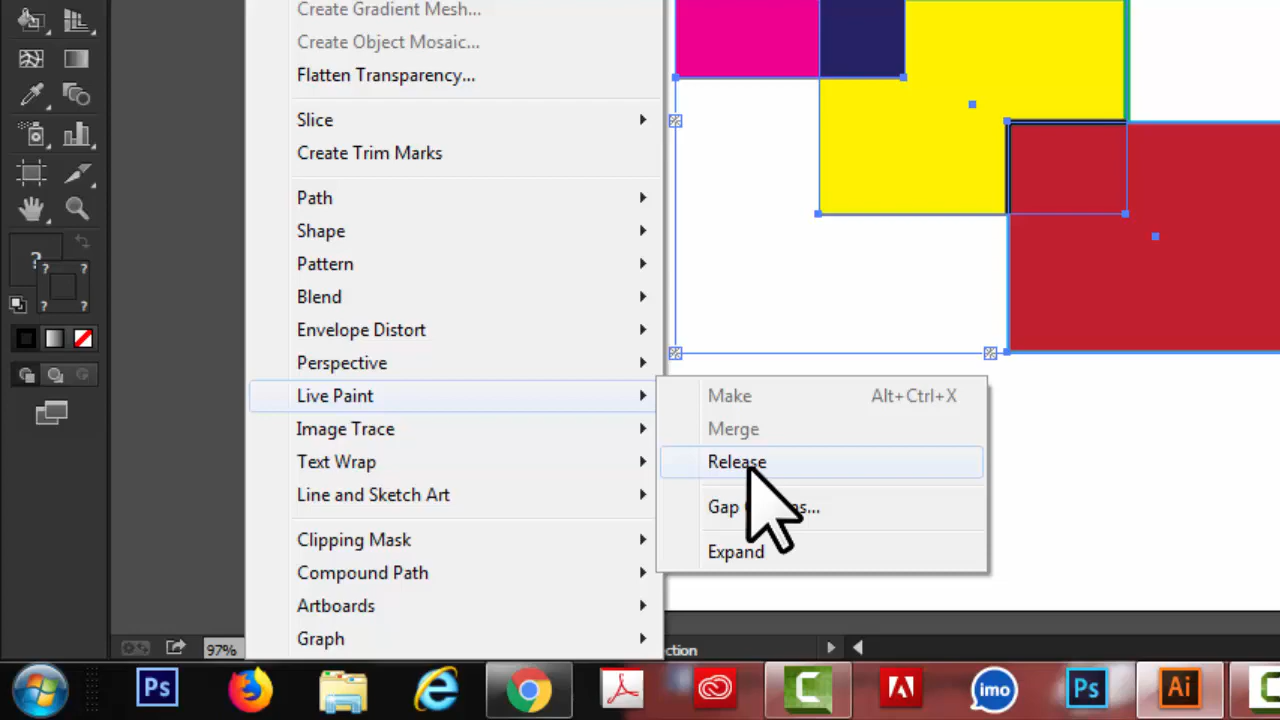 Create Gradient Mesh...
Create Object Mosaic...
Flatten Transparency...
Slice
Create Trim Marks
Path
Shape
Pattern
Blend
Envelope Distort
Perspective
Live Paint
Image Trace
Text Wrap
Line and Sketch Art
Clipping Mask
Compound Path
Artboards
Graph
Make Alt+Ctrl+X
Merge
Release
Gap
Expand
? ? ?
? ?
97%
ction
Ps
imo
Ps
Ai